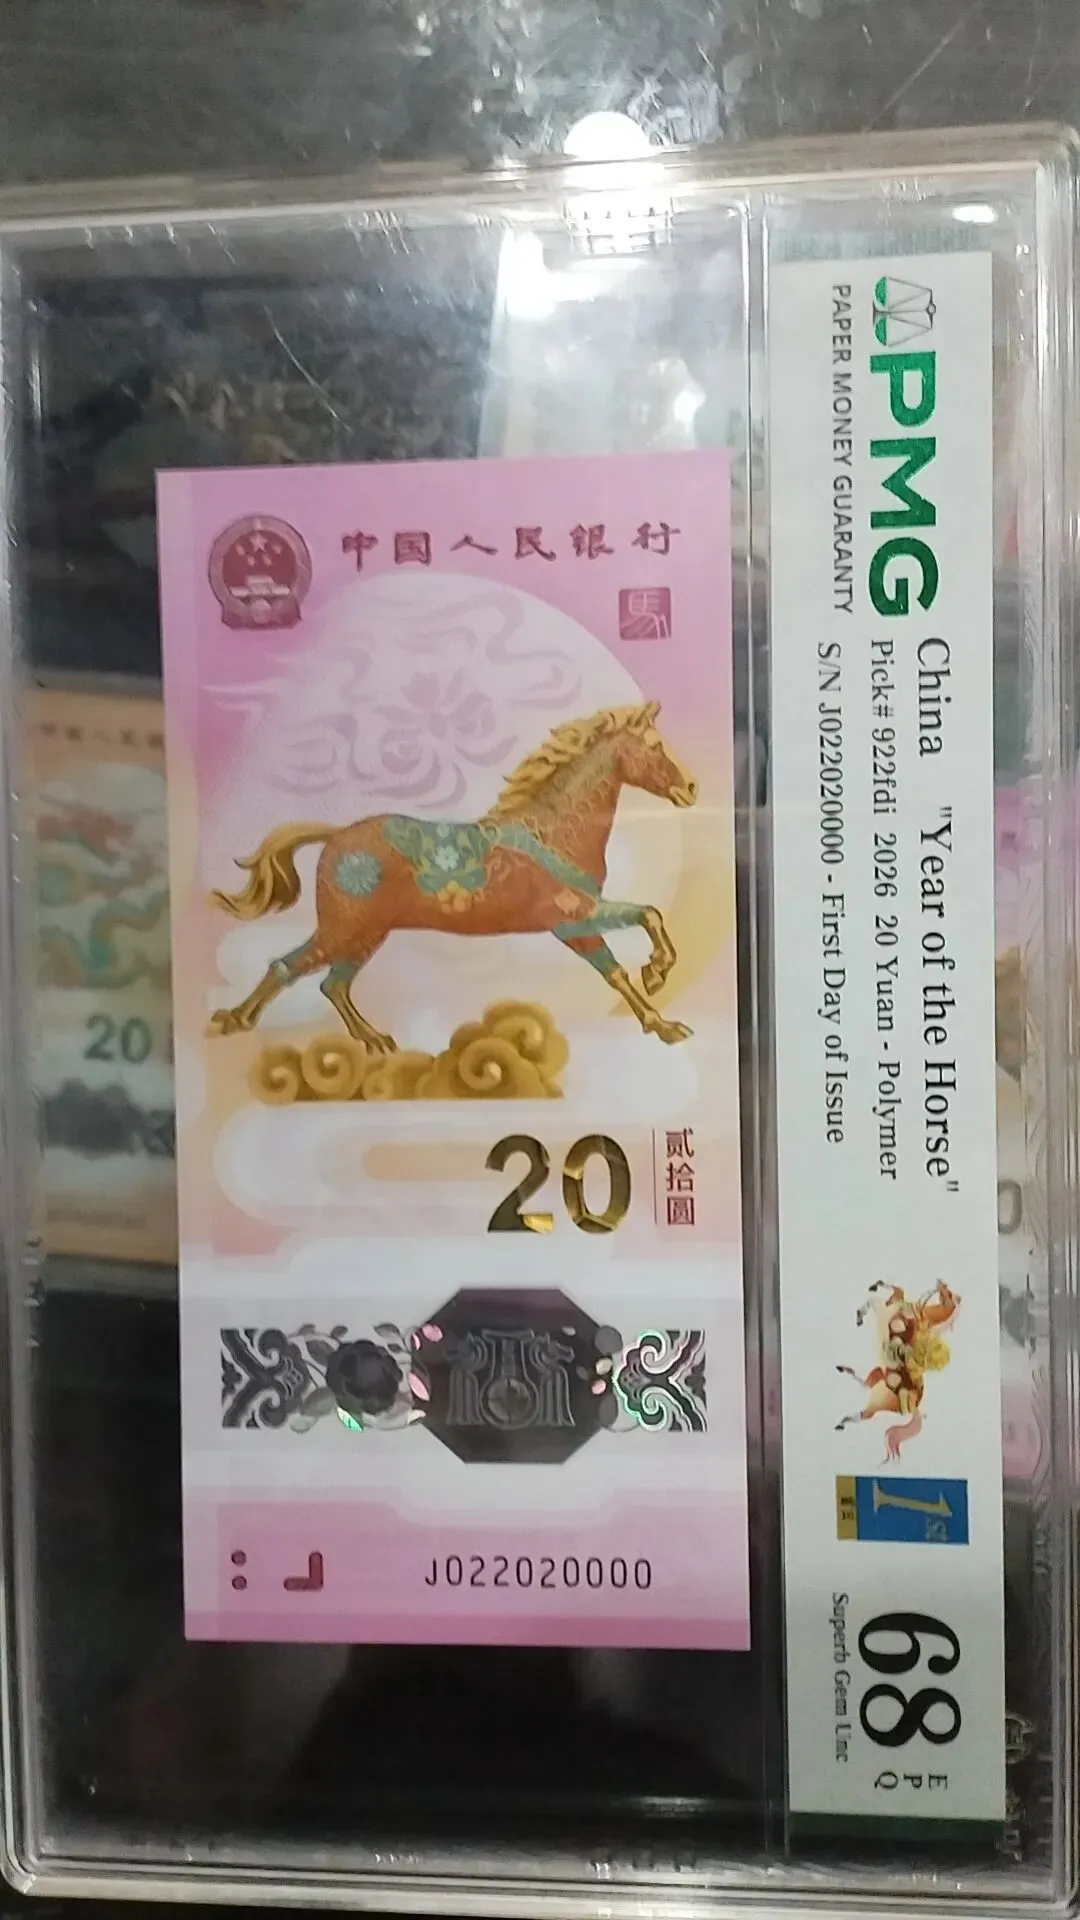 PMG
PAPER MONEY GUARANTY
China "Year of the Horse"
Pick# 922fdi 2026 20 Yuan - Polymer
S/N J022020000 - First Day of Issue
1st
68
EPQ
Superb Gem Unc
中国人民银行
馬
20
贰拾圆
J022020000
20